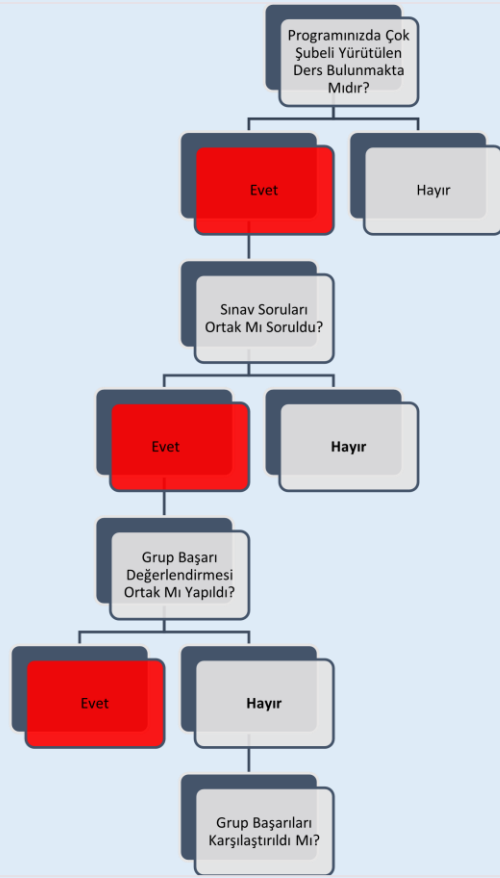 Programınızda Çok
Şubeli Yürütülen
Ders Bulunmakta
Mıdır?
Evet
Hayır
Sınav Soruları
Ortak Mı Soruldu?
Evet
Hayır
Grup Başarı
Değerlendirmesi
Ortak Mı Yapıldı?
Evet
Hayır
Grup Başarıları
Karşılaştırıldı Mı?